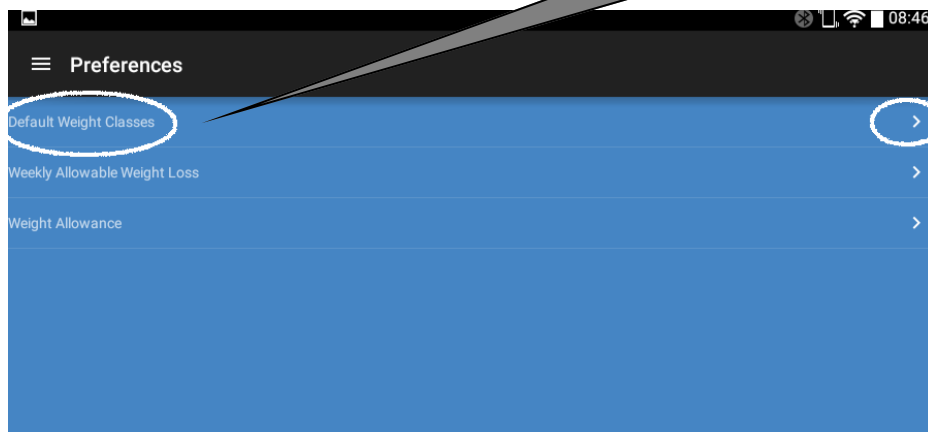 08:46
Preferences
Default Weight Classes
Weekly Allowable Weight Loss
Weight Allowance